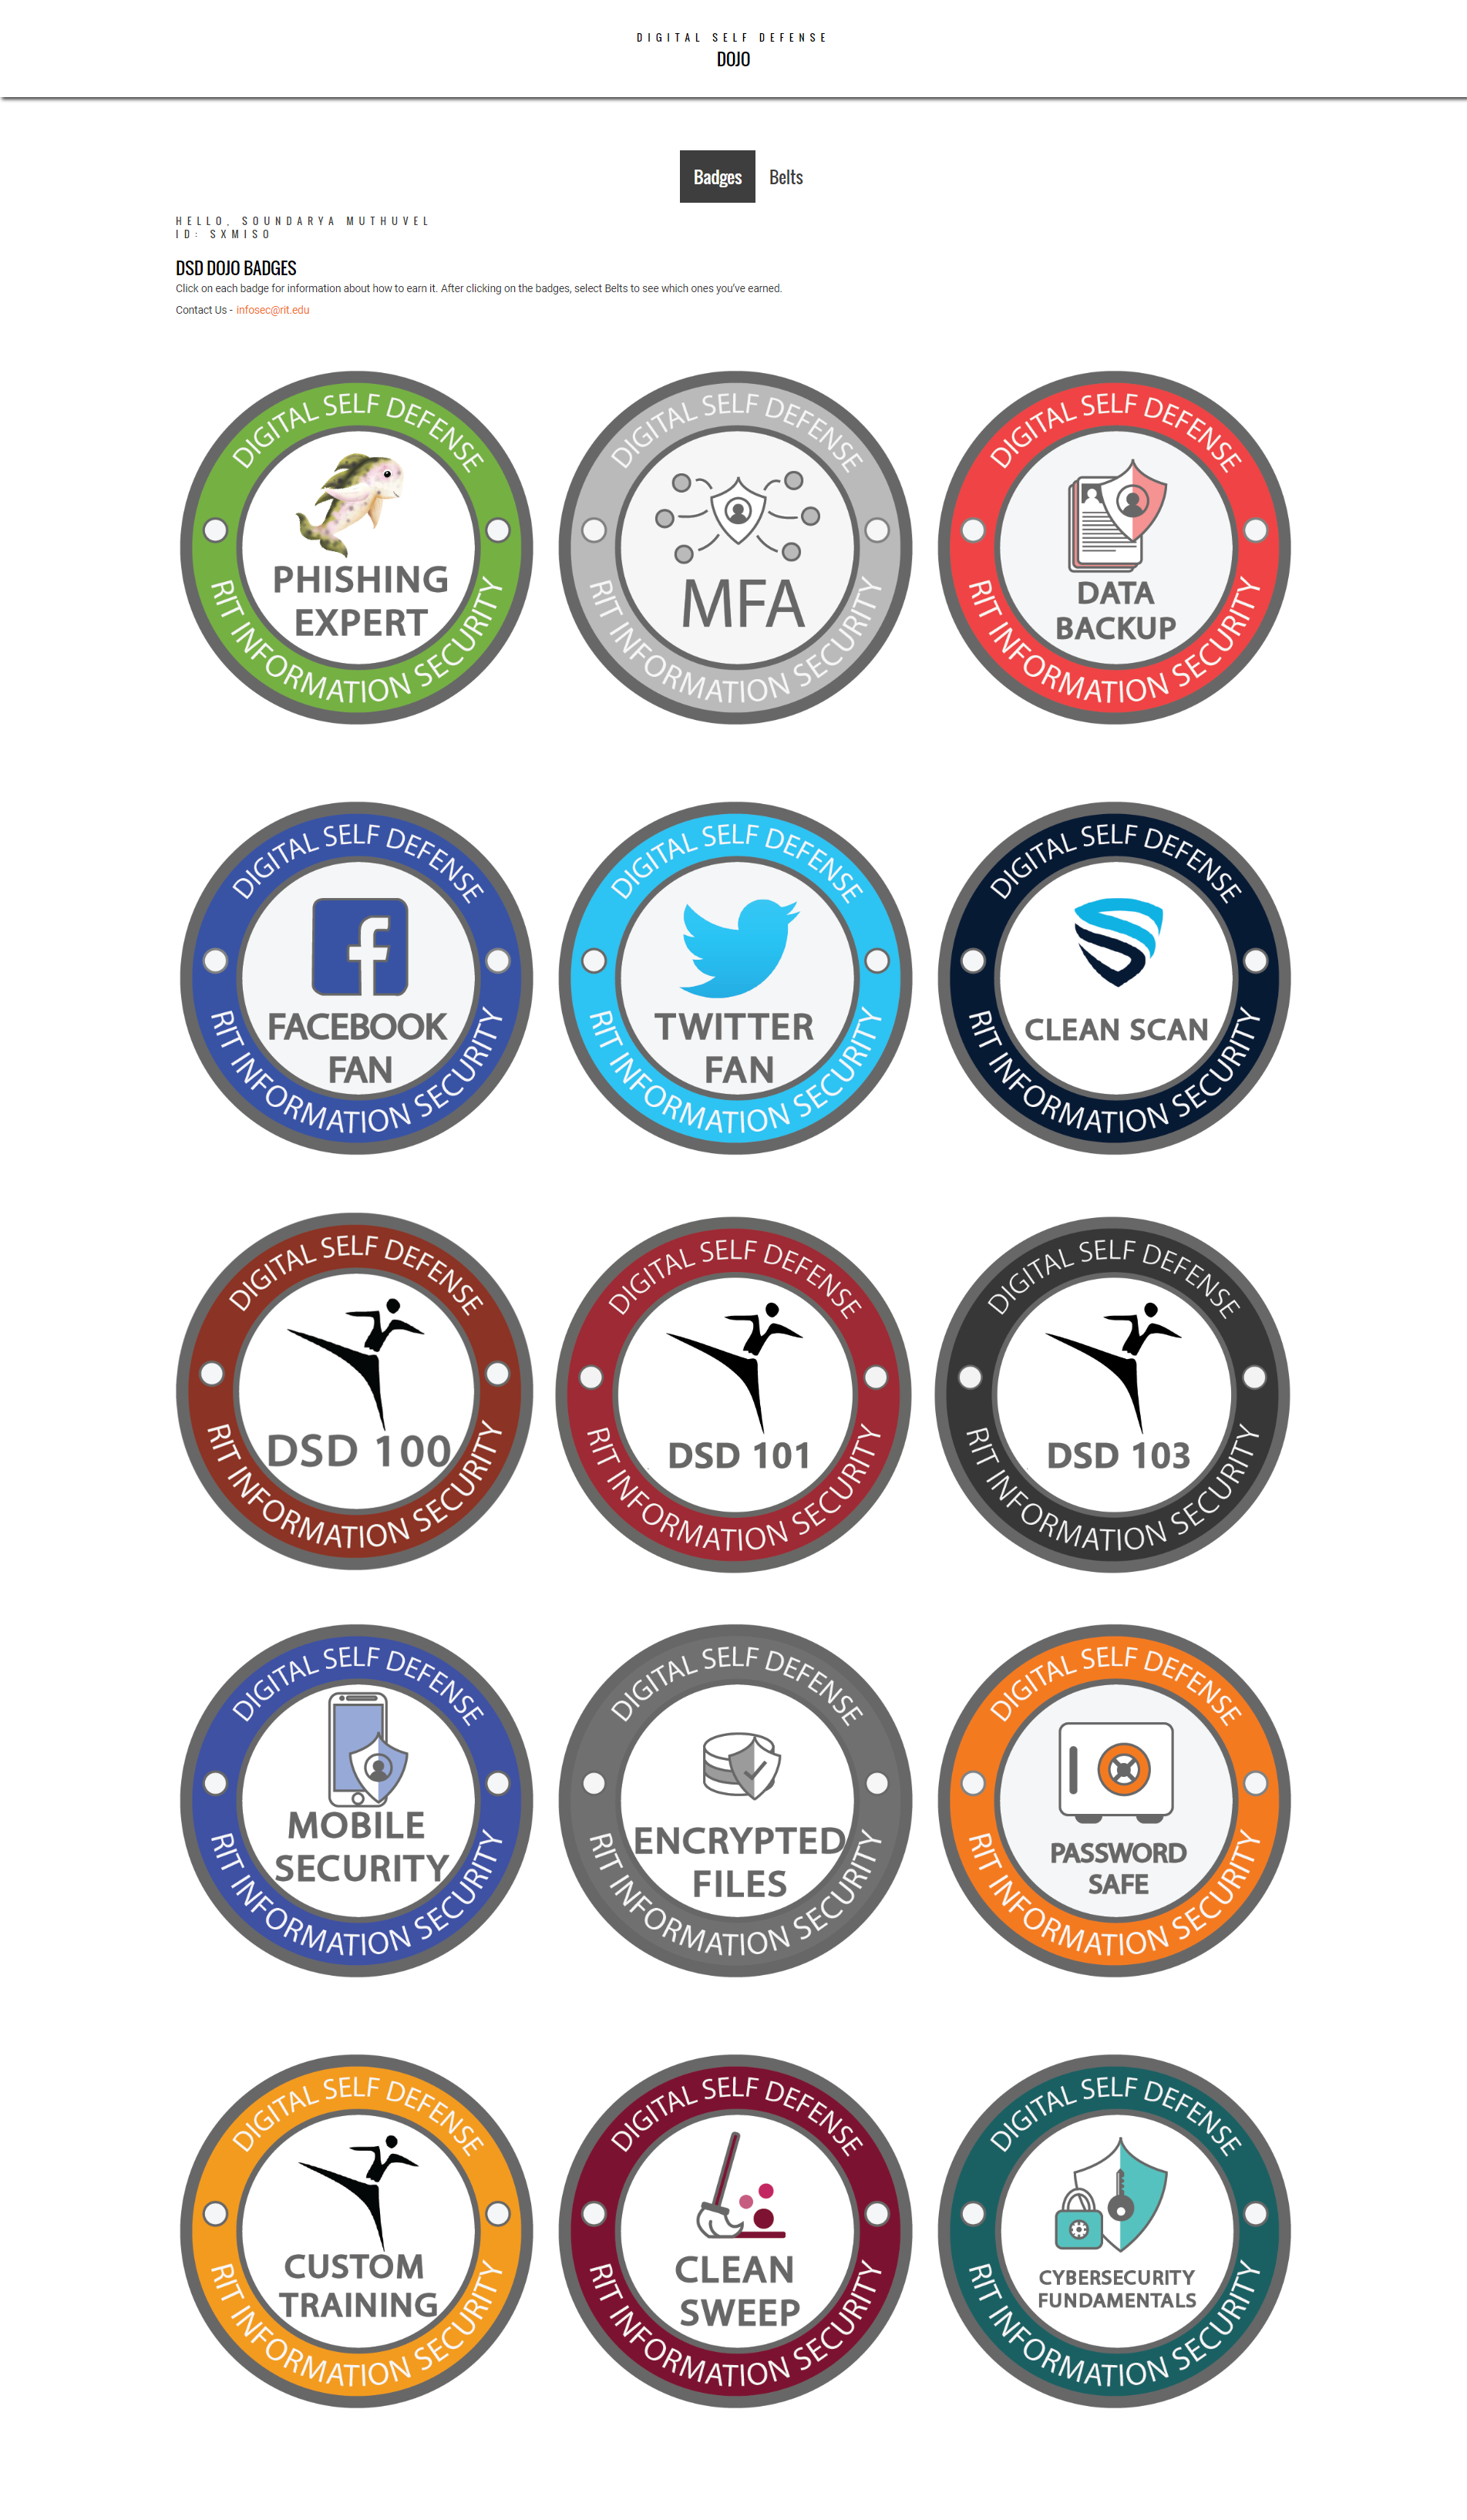 DIGITAL SELF DEFENSE
DOJO
Badges
Belts
HELLO, SOUNDARYA MUTHUVEL
ID: SXMISO
DSD DOJO BADGES
Click on each badge for information about how to earn it. After clicking on the badges, select Belts to see which ones you've earned.
Contact Us - infosec@rit.edu
DIGITAL SELF DEFENSE
PHISHING
EXPERT
RIT INFORMATION SECURITY
DIGITAL SELF DEFENSE
MFA
RIT INFORMATION SECURITY
DIGITAL SELF DEFENSE
DATA
BACKUP
RIT INFORMATION SECURITY
DIGITAL SELF DEFENSE
FACEBOOK
FAN
RIT INFORMATION SECURITY
DIGITAL SELF DEFENSE
TWITTER
FAN
RIT INFORMATION SECURITY
DIGITAL SELF DEFENSE
CLEAN SCAN
RIT INFORMATION SECURITY
DIGITAL SELF DEFENSE
DSD 100
RIT INFORMATION SECURITY
DIGITAL SELF DEFENSE
DSD 101
RIT INFORMATION SECURITY
DIGITAL SELF DEFENSE
DSD 103
RIT INFORMATION SECURITY
DIGITAL SELF DEFENSE
MOBILE
SECURITY
RIT INFORMATION SECURITY
DIGITAL SELF DEFENSE
ENCRYPTED
FILES
RIT INFORMATION SECURITY
DIGITAL SELF DEFENSE
PASSWORD
SAFE
RIT INFORMATION SECURITY
DIGITAL SELF DEFENSE
CUSTOM
TRAINING
RIT INFORMATION SECURITY
DIGITAL SELF DEFENSE
CLEAN
SWEEP
RIT INFORMATION SECURITY
DIGITAL SELF DEFENSE
CYBERSECURITY
FUNDAMENTALS
RIT INFORMATION SECURITY